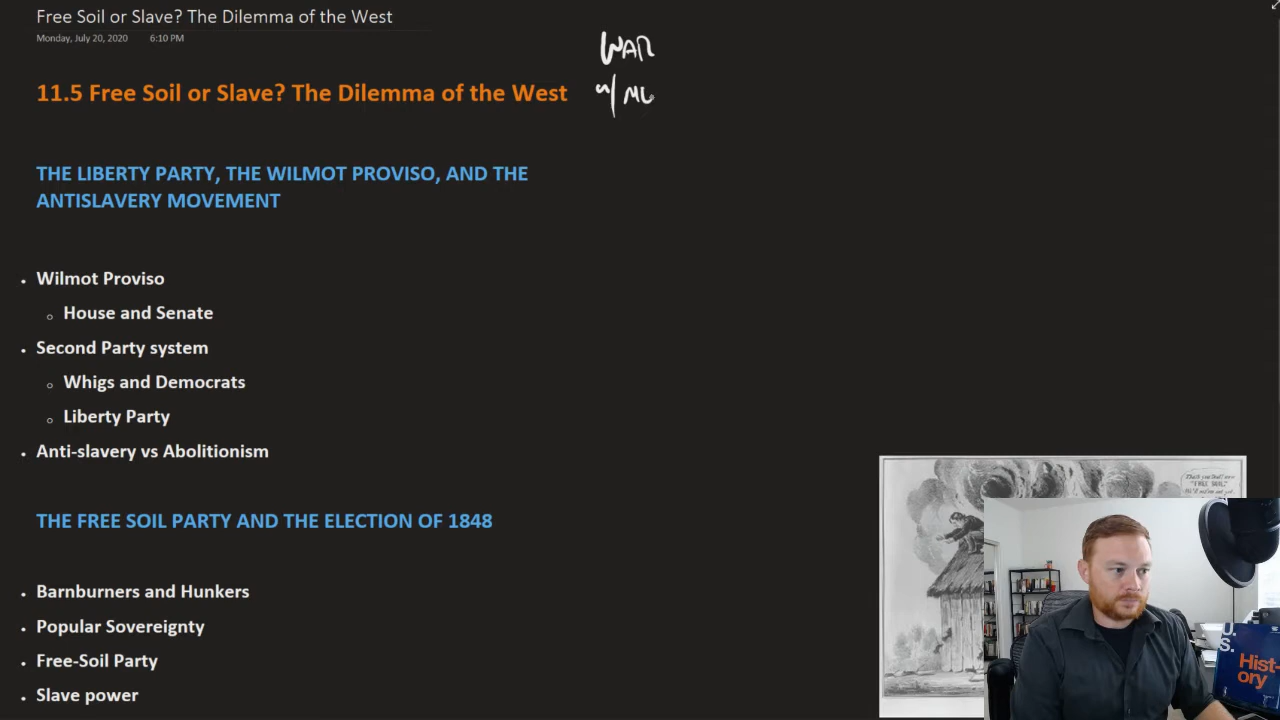 Free Soil or Slave? The Dilemma of the West
Monday, July 20, 2020 6:10 PM
WAR
11.5 Free Soil or Slave? The Dilemma of the West
w/ ME
THE LIBERTY PARTY, THE WILMOT PROVISO, AND THE
ANTISLAVERY MOVEMENT
• Wilmot Proviso
o House and Senate
• Second Party system
o Whigs and Democrats
o Liberty Party
• Anti-slavery vs Abolitionism
THE FREE SOIL PARTY AND THE ELECTION OF 1848
• Barnburners and Hunkers
• Popular Sovereignty
• Free-Soil Party
• Slave power
"FREE SOIL"
U.
S.
Hist-
ory